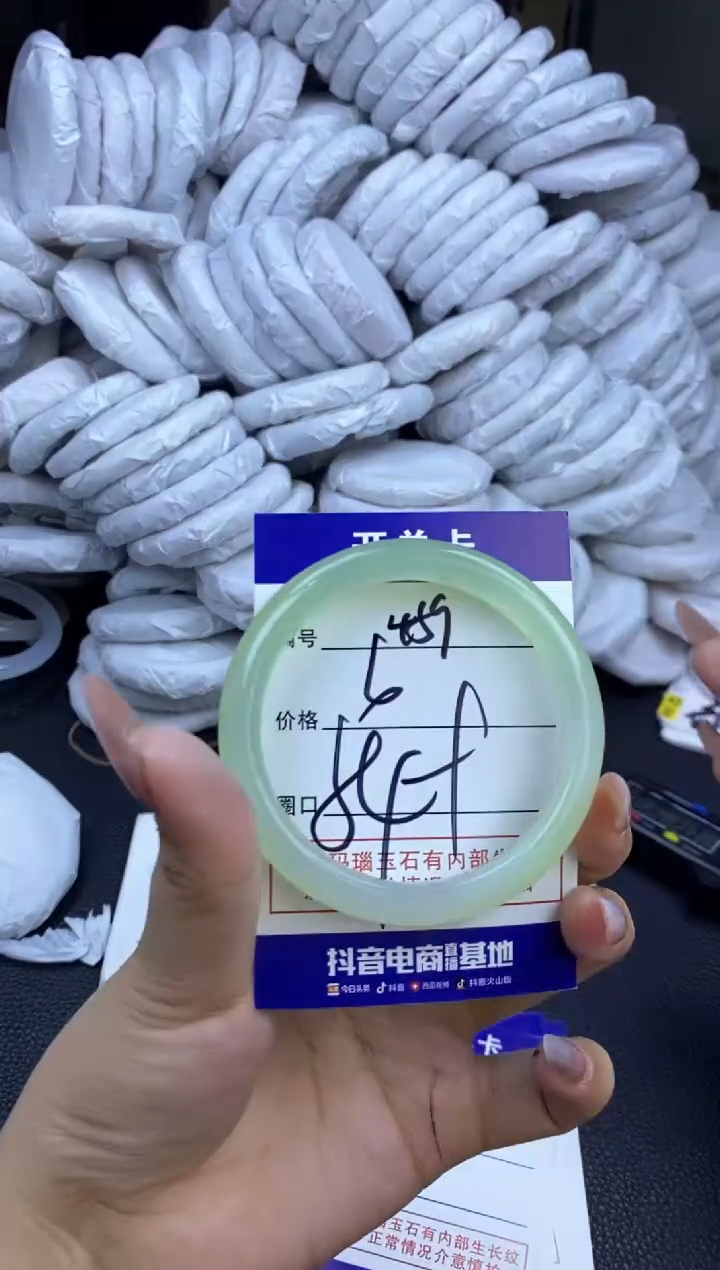 开单卡
号 459
价格 6
圈口
玛瑙玉石有内部生
抖音电商直播基地
今日头条 抖音 西瓜视频 抖音火山版
卡
玉石有内部生长纹
正常情况介意慎拍